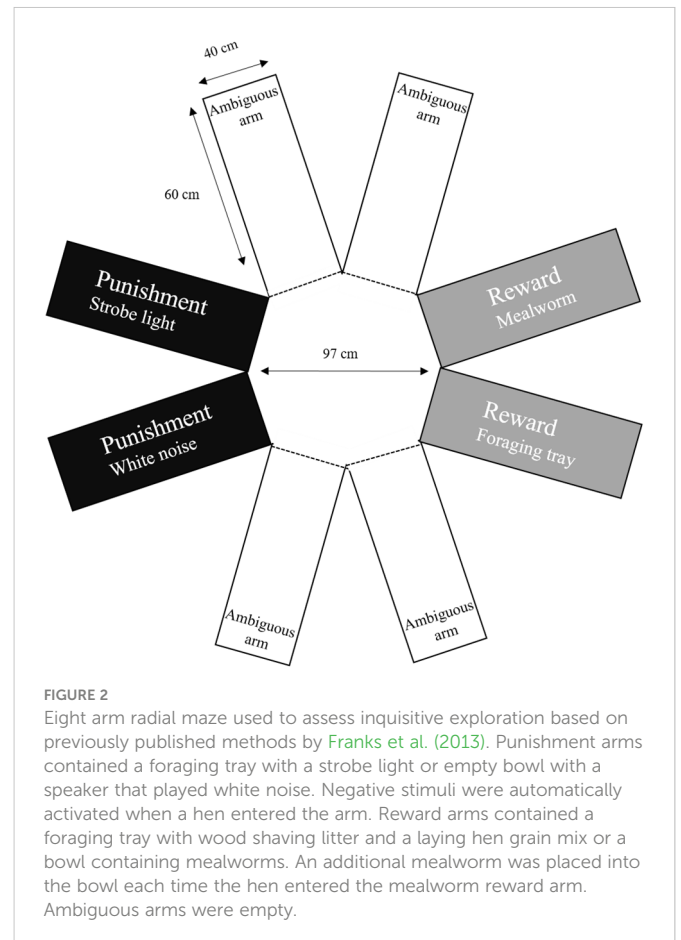 40 cm
Ambiguous
arm
Ambiguous
arm
60 cm
Punishment
Strobe light
Reward
Mealworm
97 cm
Punishment
White noise
Reward
Foraging tray
Ambiguous
arm
Ambiguous
arm
FIGURE 2
Eight arm radial maze used to assess inquisitive exploration based on
previously published methods by Franks et al. (2013). Punishment arms
contained a foraging tray with a strobe light or empty bowl with a
speaker that played white noise. Negative stimuli were automatically
activated when a hen entered the arm. Reward arms contained a
foraging tray with wood shaving litter and a laying hen grain mix or a
bowl containing mealworms. An additional mealworm was placed into
the bowl each time the hen entered the mealworm reward arm.
Ambiguous arms were empty.